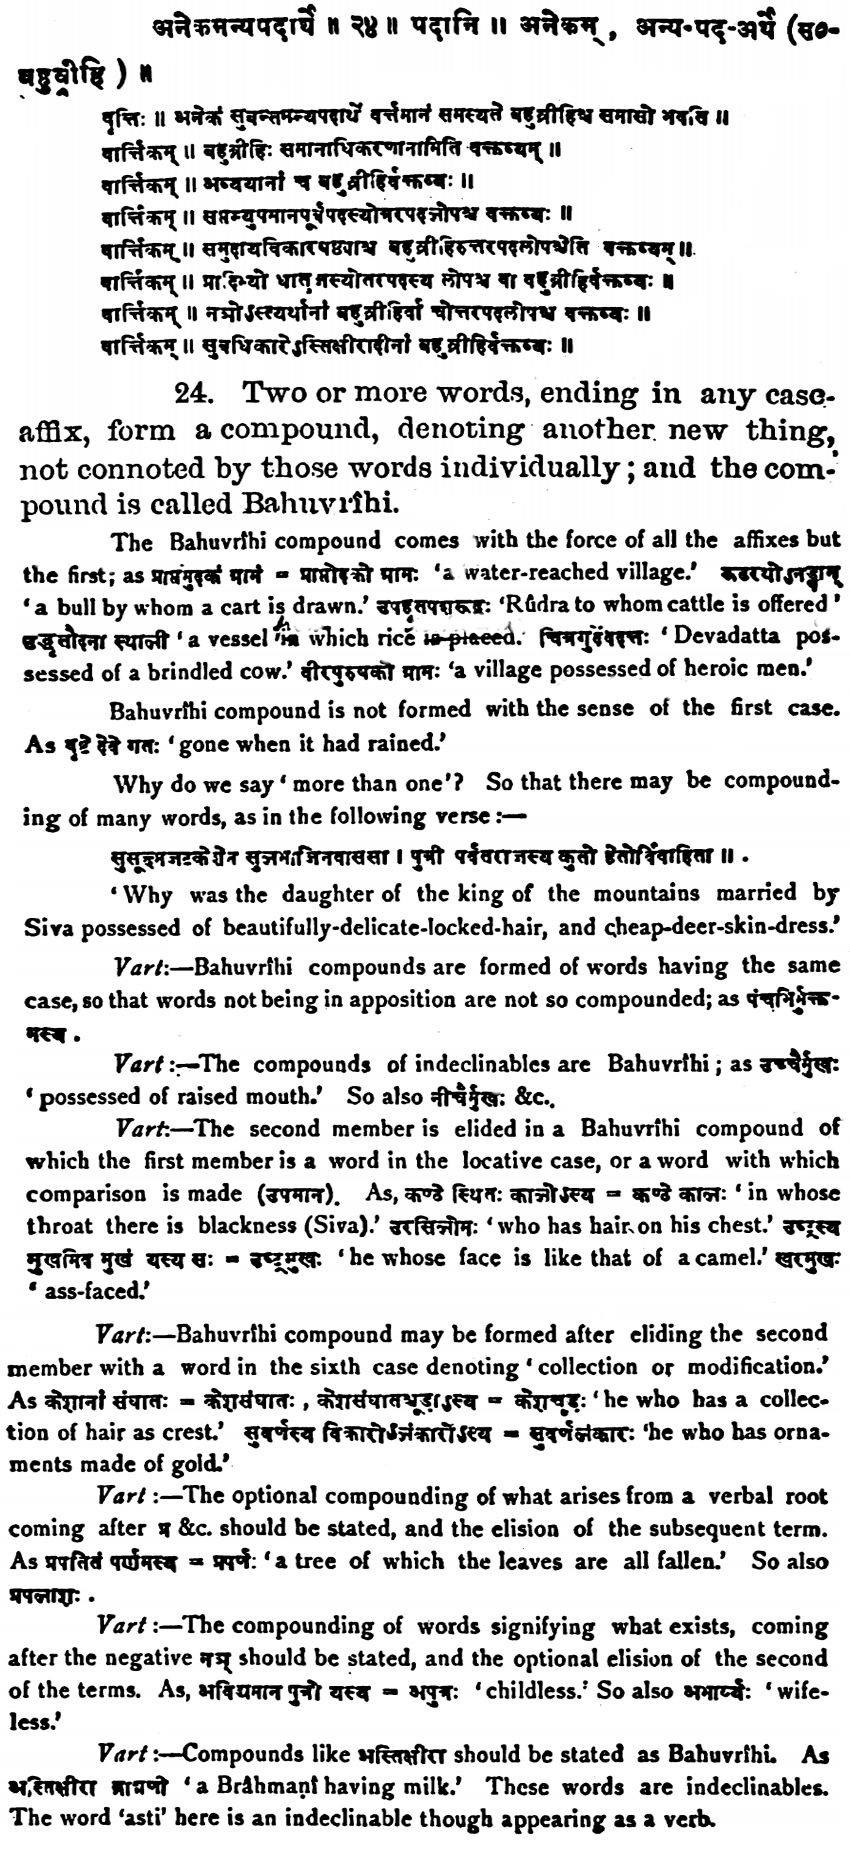 अनेकमन्यपदार्थे ॥ २४ ॥ पदानि ॥ अनेकम् , अन्य-पद-अर्थे (स०-
बहुव्रीहि ) ॥
वृत्तिः ॥ अनेकं सुबन्तमन्यपदार्थे वर्त्तमानं समस्यते बहुव्रीहिश्च समासो भवति ॥
वार्त्तिकम् ॥ बहुव्रीहिः समानाधिकरणानामिति वक्तव्यम् ॥
वार्त्तिकम् ॥ अव्ययानां च बहुव्रीहिर्वक्तव्यः ॥
वार्त्तिकम् ॥ सप्तम्युपमानपूर्वपदस्योत्तरपदलोपश्च वक्तव्यः ॥
वार्त्तिकम् ॥ समुदायविकारषष्ठ्याश्च बहुव्रीहिरुत्तरपदलोपश्चेति वक्तव्यम् ॥
वार्त्तिकम् ॥ प्रादिभ्यो धातुजस्योतरपदस्य लोपश्च वा बहुव्रीहिर्वक्तव्यः ॥
वार्त्तिकम् ॥ नञोऽस्त्यर्थानां बहुव्रीहिर्वा चोत्तरपदलोपश्च वक्तव्यः ॥
वार्त्तिकम् ॥ सुबधिकारेऽस्तिक्षीरादीनां बहुव्रीहिर्वक्तव्यः ॥
24. Two or more words, ending in any case-
affix, form a compound, denoting another new thing,
not connoted by those words individually ; and the com-
pound is called Bahuvrîhi.
The Bahuvrîhi compound comes with the force of all the affixes but
the first; as प्राप्तमुदकं ग्रामं = प्राप्तोदको ग्रामः 'a water-reached village.' ऊढरथोऽनड्वान्
'a bull by whom a cart is drawn.' उपहृतपशूरुद्रः 'Rûdra to whom cattle is offered'
उद्धृतौदना स्थाली 'a vessel in which rice is placed. चित्रगुर्देवदत्तः 'Devadatta pos-
sessed of a brindled cow.' वीरपुरुषको ग्रामः 'a village possessed of heroic men.'
Bahuvrîhi compound is not formed with the sense of the first case.
As वृष्टे देवे गतः 'gone when it had rained.'
Why do we say 'more than one'? So that there may be compound-
ing of many words, as in the following verse :—
सुसूक्ष्मजटकेशेन सुलभाजिनवाससा । पुत्री पर्वतराजस्य कुतो हेतोर्विवाहिता ॥ .
'Why was the daughter of the king of the mountains married by
Siva possessed of beautifully-delicate-locked-hair, and cheap-deer-skin-dress.'
Vart:—Bahuvrîhi compounds are formed of words having the same
case, so that words not being in apposition are not so compounded; as पंचभिर्भुक्त-
मस्य .
Vart :—The compounds of indeclinables are Bahuvrîhi ; as उच्चैर्मुखः
'possessed of raised mouth.' So also नीचैर्मुखः &c.
Vart:—The second member is elided in a Bahuvrîhi compound of
which the first member is a word in the locative case, or a word with which
comparison is made (उपमान). As, कण्ठे स्थितः कालोऽस्य = कण्ठे कालः 'in whose
throat there is blackness (Siva).' उरसिलोमः 'who has hair on his chest.' उष्ट्रस्य
मुखमिव मुखं यस्य सः = उष्ट्रमुखः 'he whose face is like that of a camel.' खरमुखः
'ass-faced.'
Vart:—Bahuvrîhi compound may be formed after eliding the second
member with a word in the sixth case denoting 'collection or modification.'
As केशानां संघातः = केशसंघातः , केशसंघातश्चूडाऽस्य = केशचूडः 'he who has a collec-
tion of hair as crest.' सुवर्णस्य विकारोऽलंकारोऽस्य = सुवर्णलंकारः 'he who has orna-
ments made of gold.'
Vart :—The optional compounding of what arises from a verbal root
coming after प्र &c. should be stated, and the elision of the subsequent term.
As प्रपतितं पर्णमस्य = प्रपर्णः 'a tree of which the leaves are all fallen.' So also
प्रपलाशः .
Vart :—The compounding of words signifying what exists, coming
after the negative नञ् should be stated, and the optional elision of the second
of the terms. As, अविद्यमान पुत्रो यस्य = अपुत्रः 'childless.' So also अभार्य्यः 'wife-
less.'
Vart :—Compounds like अस्तिक्षीरा should be stated as Bahuvrîhi. As
अस्तिक्षीरा ब्राह्मणी 'a Brâhmaṇî having milk.' These words are indeclinables.
The word 'asti' here is an indeclinable though appearing as a verb.